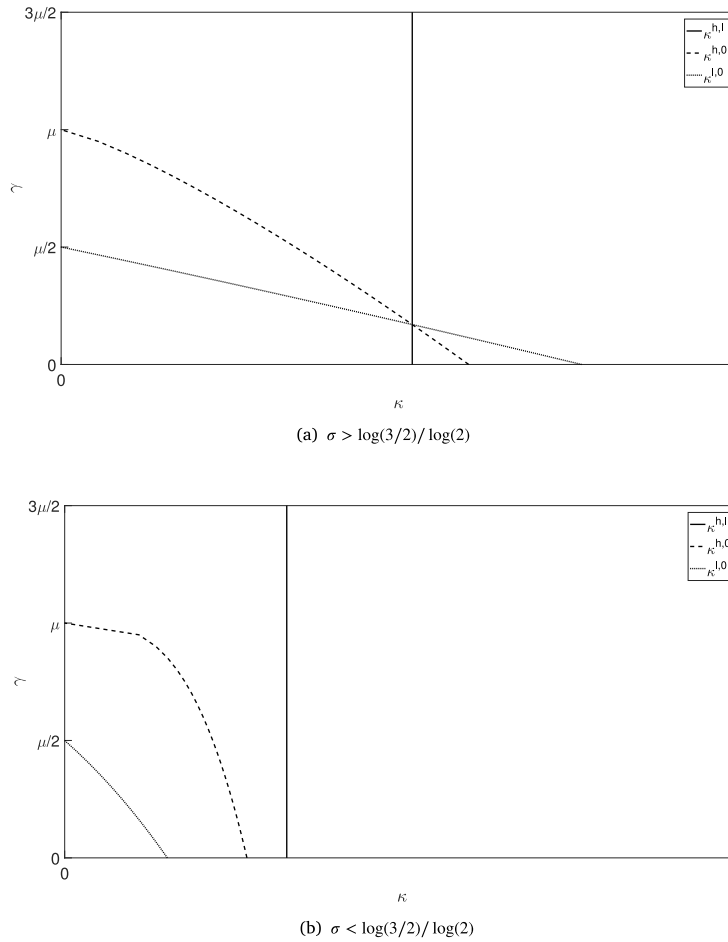 3μ/2
κ^h,l
κ^h,0
κ^l,0
μ
γ
μ/2
0
0
κ
(a) σ > log(3/2)/ log(2)
3μ/2
κ^h,l
κ^h,0
κ^l,0
μ
γ
μ/2
0
0
κ
(b) σ < log(3/2)/ log(2)